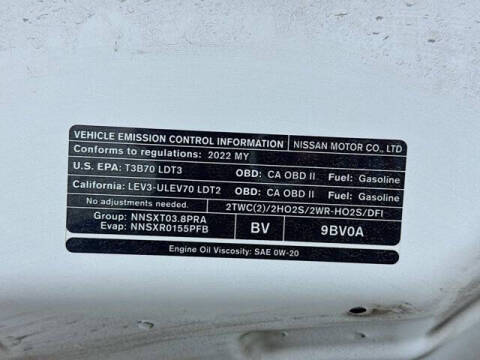 VEHICLE EMISSION CONTROL INFORMATION NISSAN MOTOR CO., LTD
Conforms to regulations: 2022 MY
U.S. EPA: T3B70 LDT3 OBD: CA OBD II Fuel: Gasoline
California: LEV3-ULEV70 LDT2 OBD: CA OBD II Fuel: Gasoline
No adjustments needed. 2TWC(2)/2HO2S/2WR-HO2S/DFI
Group: NNSXT03.8PRA
Evap: NNSXR0155PFB BV 9BV0A
Engine Oil Viscosity: SAE 0W-20